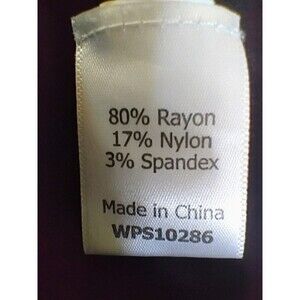 80% Rayon
17% Nylon
3% Spandex
Made in China
WPS10286